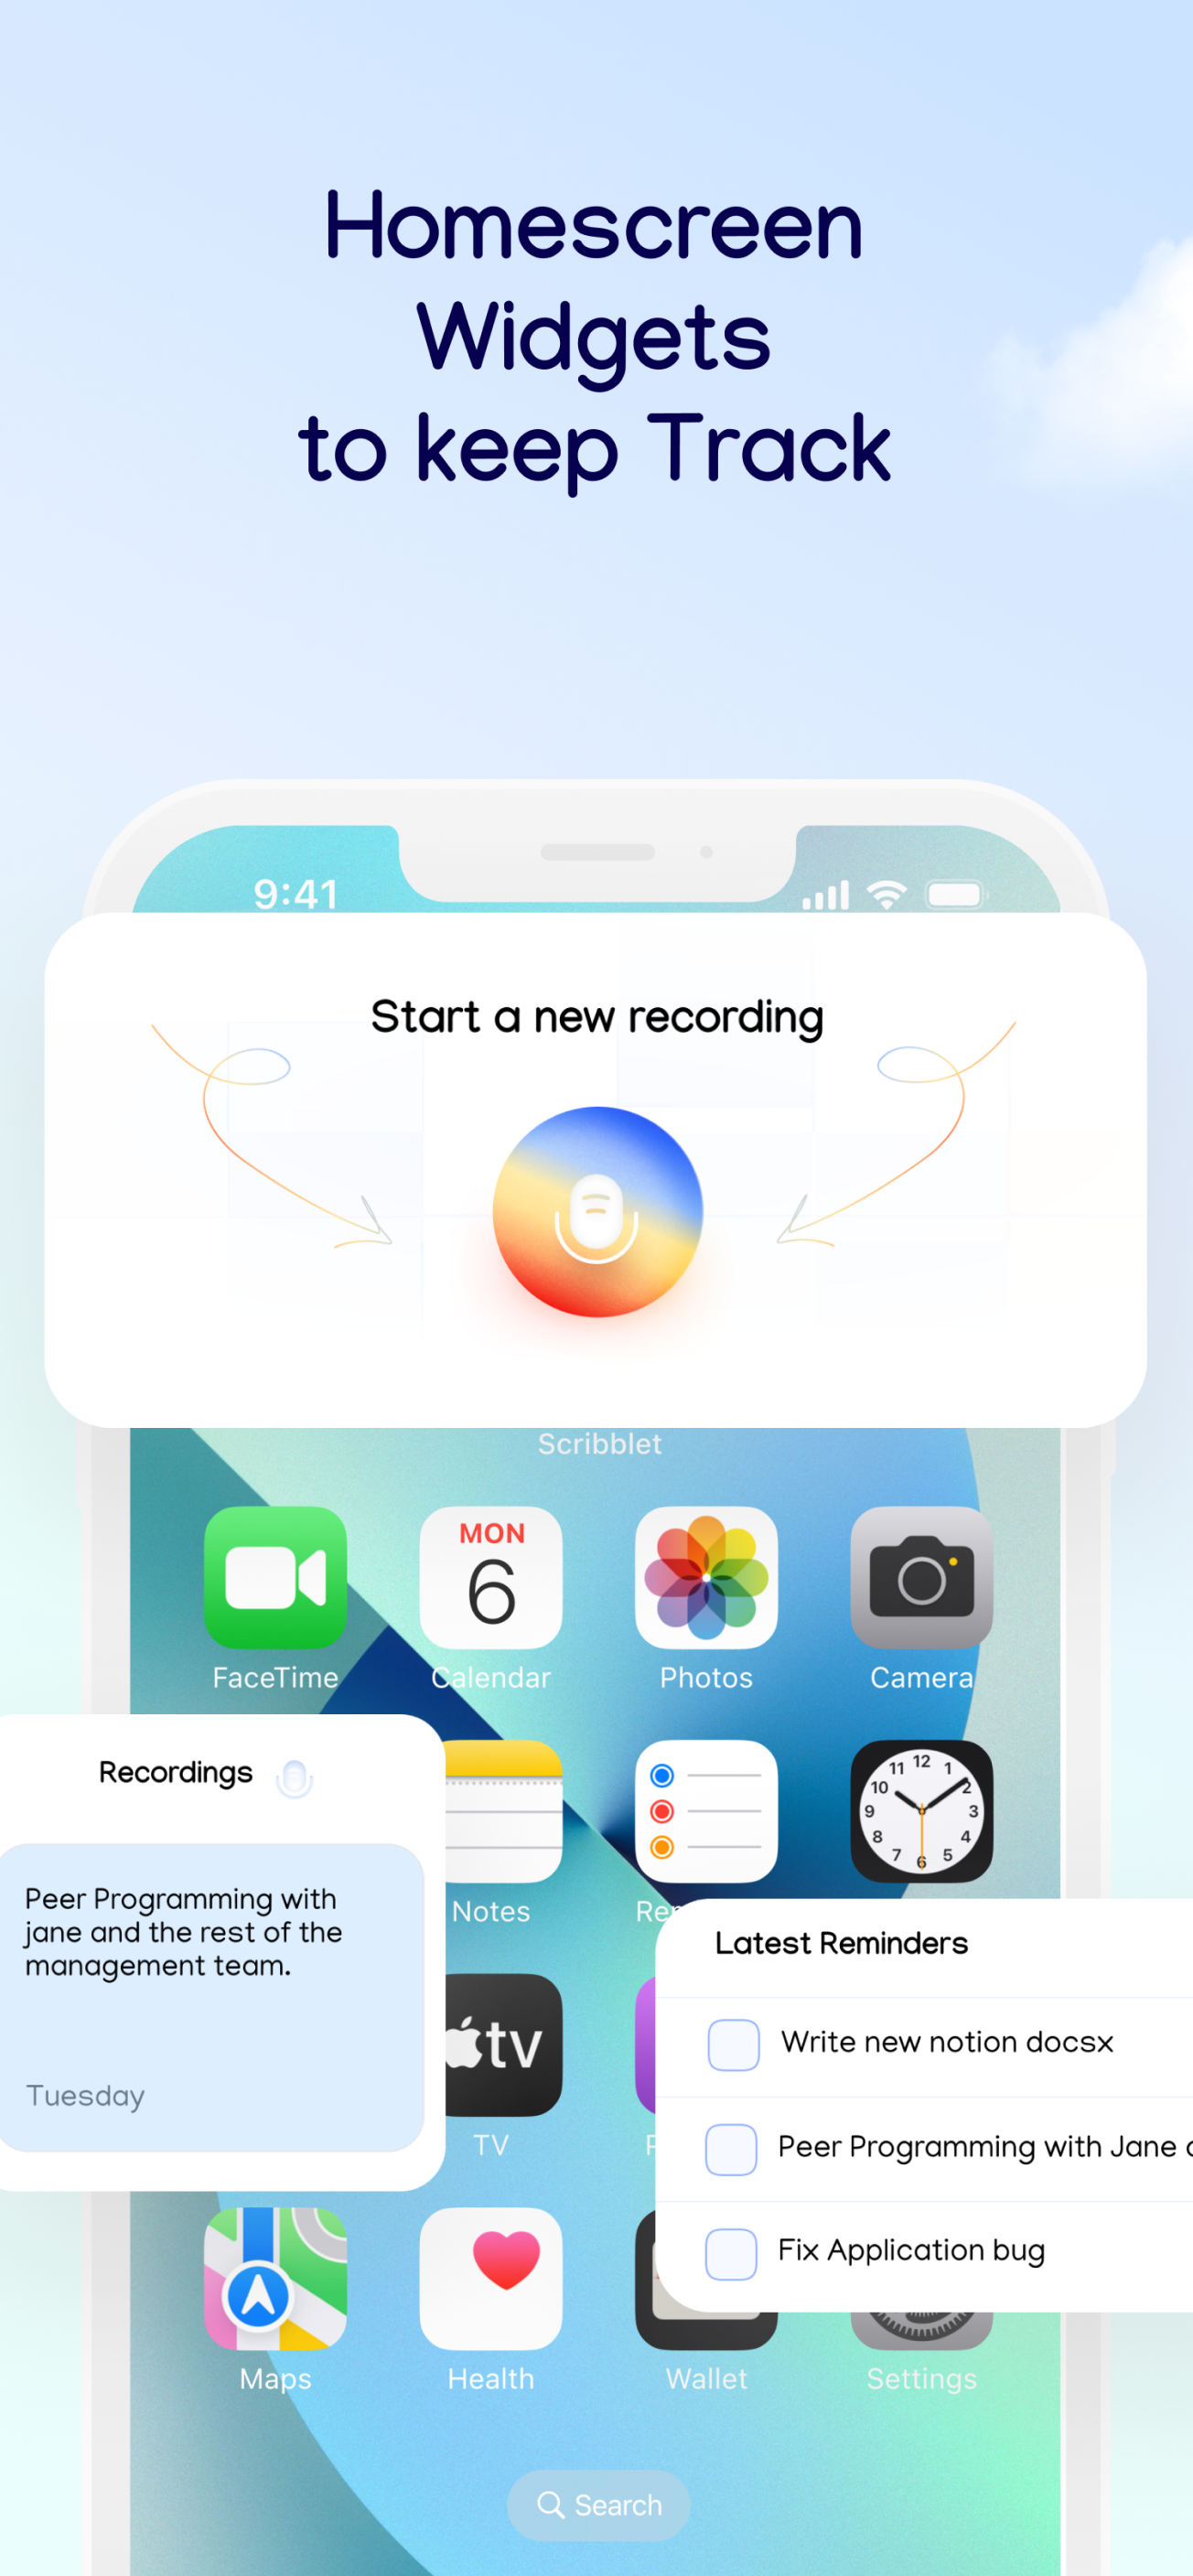 Homescreen
Widgets
to keep Track
9:41
Start a new recording
Scribblet
MON
6
FaceTime
Calendar
Photos
Camera
Recordings
12
11
1
10
2
9
3
8
4
7
6
5
Peer Programming with
jane and the rest of the
management team.
Tuesday
Notes
Latest Reminders
Write new notion docsx
Peer Programming with Jane
Fix Application bug
tv
TV
Maps
Health
Wallet
Settings
Search